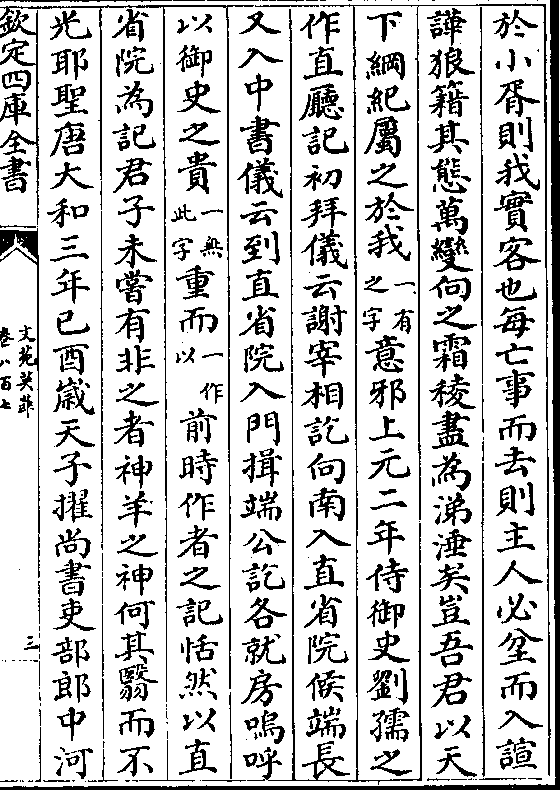 於小胥則我實客也每亡事而去則主人必坌而入諠
譁狼籍其態萬變向之霜稜盡為涕涶矣豈吾君以天
下綱紀屬之於我一有之字意邪上元二年侍御史劉孺之
作直廳記初拜儀云謝宰相訖向南入直省院候端長
又入中書儀云到直省院入門揖端公訖各就房嗚呼
以御史之貴一無此字重而一作以前時作者之記恬然以直
省院為記君子未嘗有非之者神羊之神何其翳而不
光耶聖唐大和三年已酉歲天子擢尚書吏部郎中河
欽定四庫全書
文苑英華
卷八百七
三